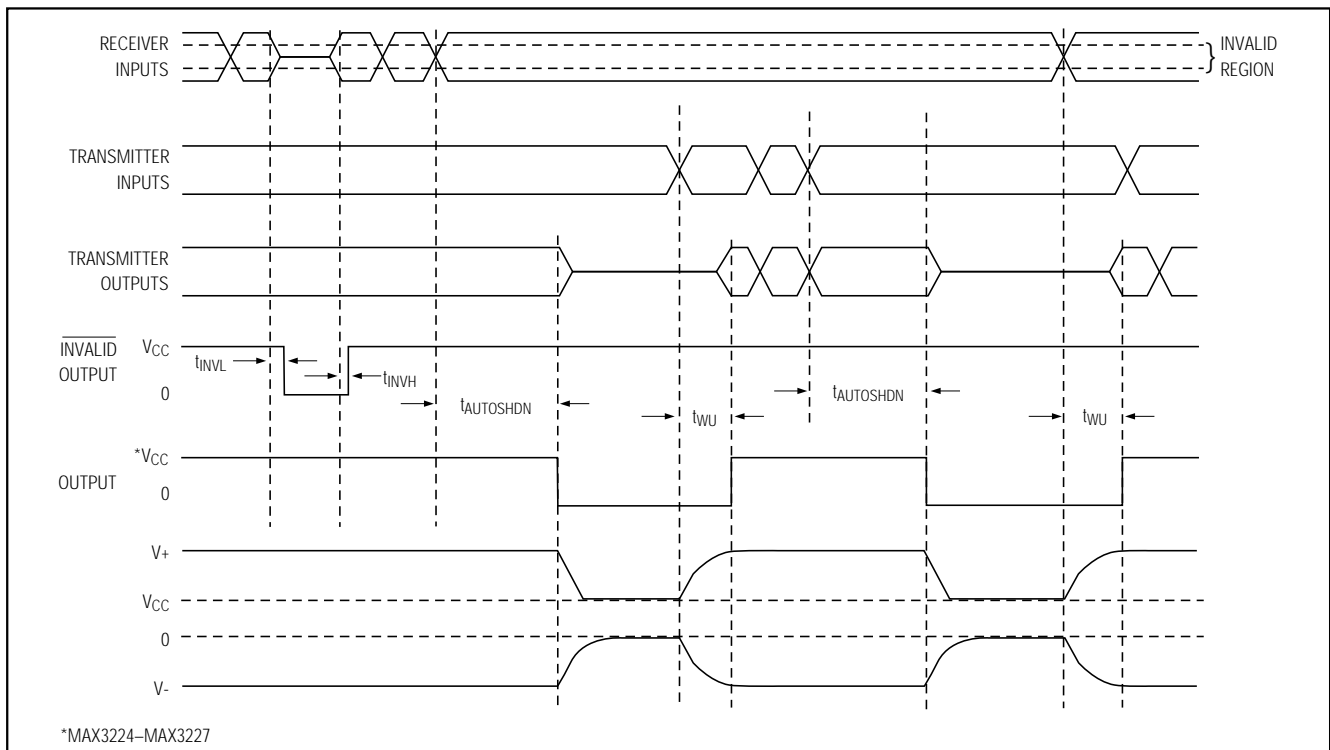 RECEIVER
INPUTS
INVALID
REGION
TRANSMITTER
INPUTS
TRANSMITTER
OUTPUTS
INVALID
OUTPUT
VCC
0
tINVL
tINVH
tAUTOSHDN
tWU
tAUTOSHDN
tWU
OUTPUT
*VCC
0
V+
VCC
0
V-
*MAX3224–MAX3227